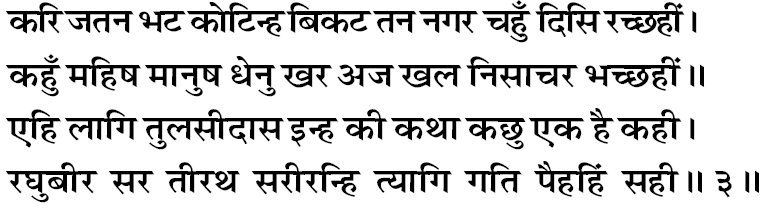 करि जतन भट कोटिन्ह बिकट तन नगर चहुँ दिसि रच्छहीं।
कहुँ महिष मानुष धेनु खर अज खल निसाचर भच्छहीं॥
एहि लागि तुलसीदास इन्ह की कथा कछु एक है कही।
रघुबीर सर तीरथ सरीरन्हि त्यागि गति पैहहिं सही॥ ३ ॥